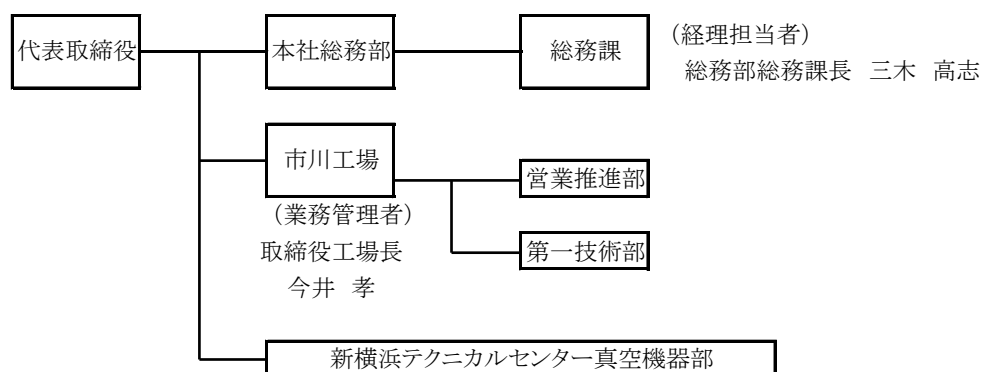 代表取締役
本社総務部
総務課
（経理担当者）
総務部総務課長　三木　高志
市川工場
（業務管理者）
取締役工場長
今井　孝
営業推進部
第一技術部
新横浜テクニカルセンター真空機器部